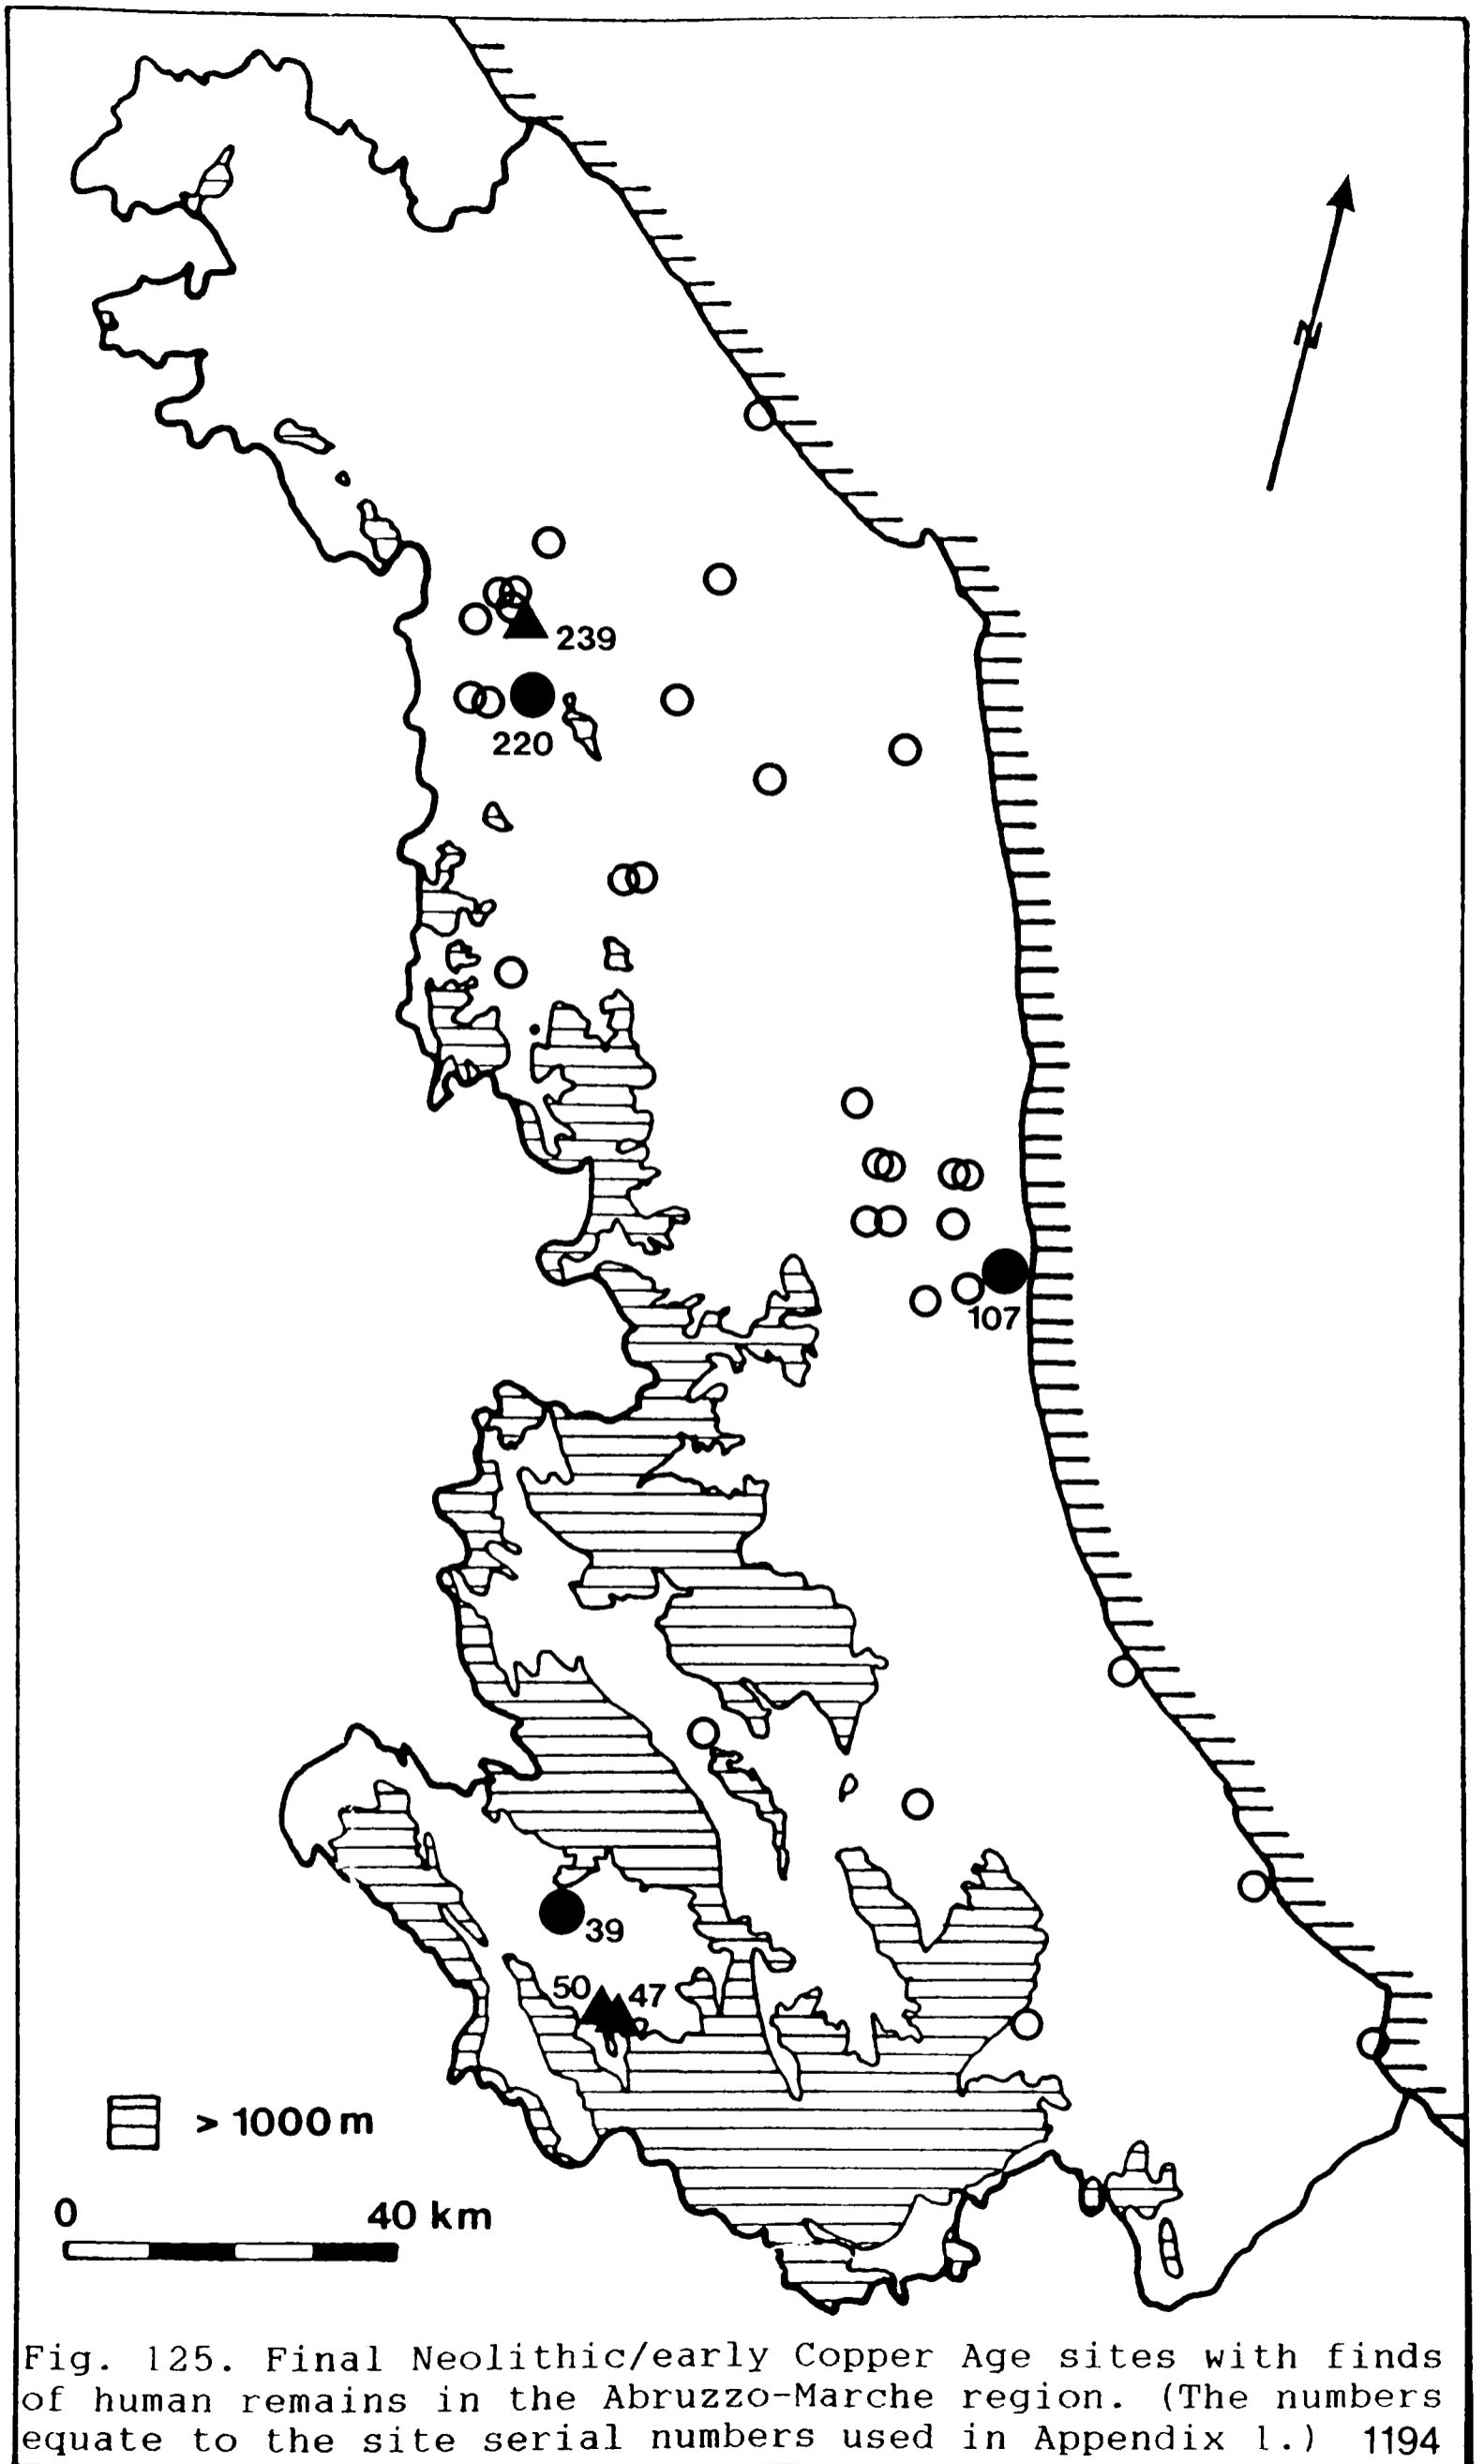 N
239
220
107
39
50 47
> 1000 m
0 40 km
Fig. 125. Final Neolithic/early Copper Age sites with finds
of human remains in the Abruzzo-Marche region. (The numbers
equate to the site serial numbers used in Appendix 1.) 1194